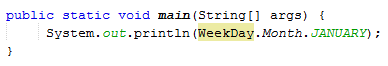 public static void main(String[] args) {
System.out.println(WeekDay.Month.JANUARY);
}